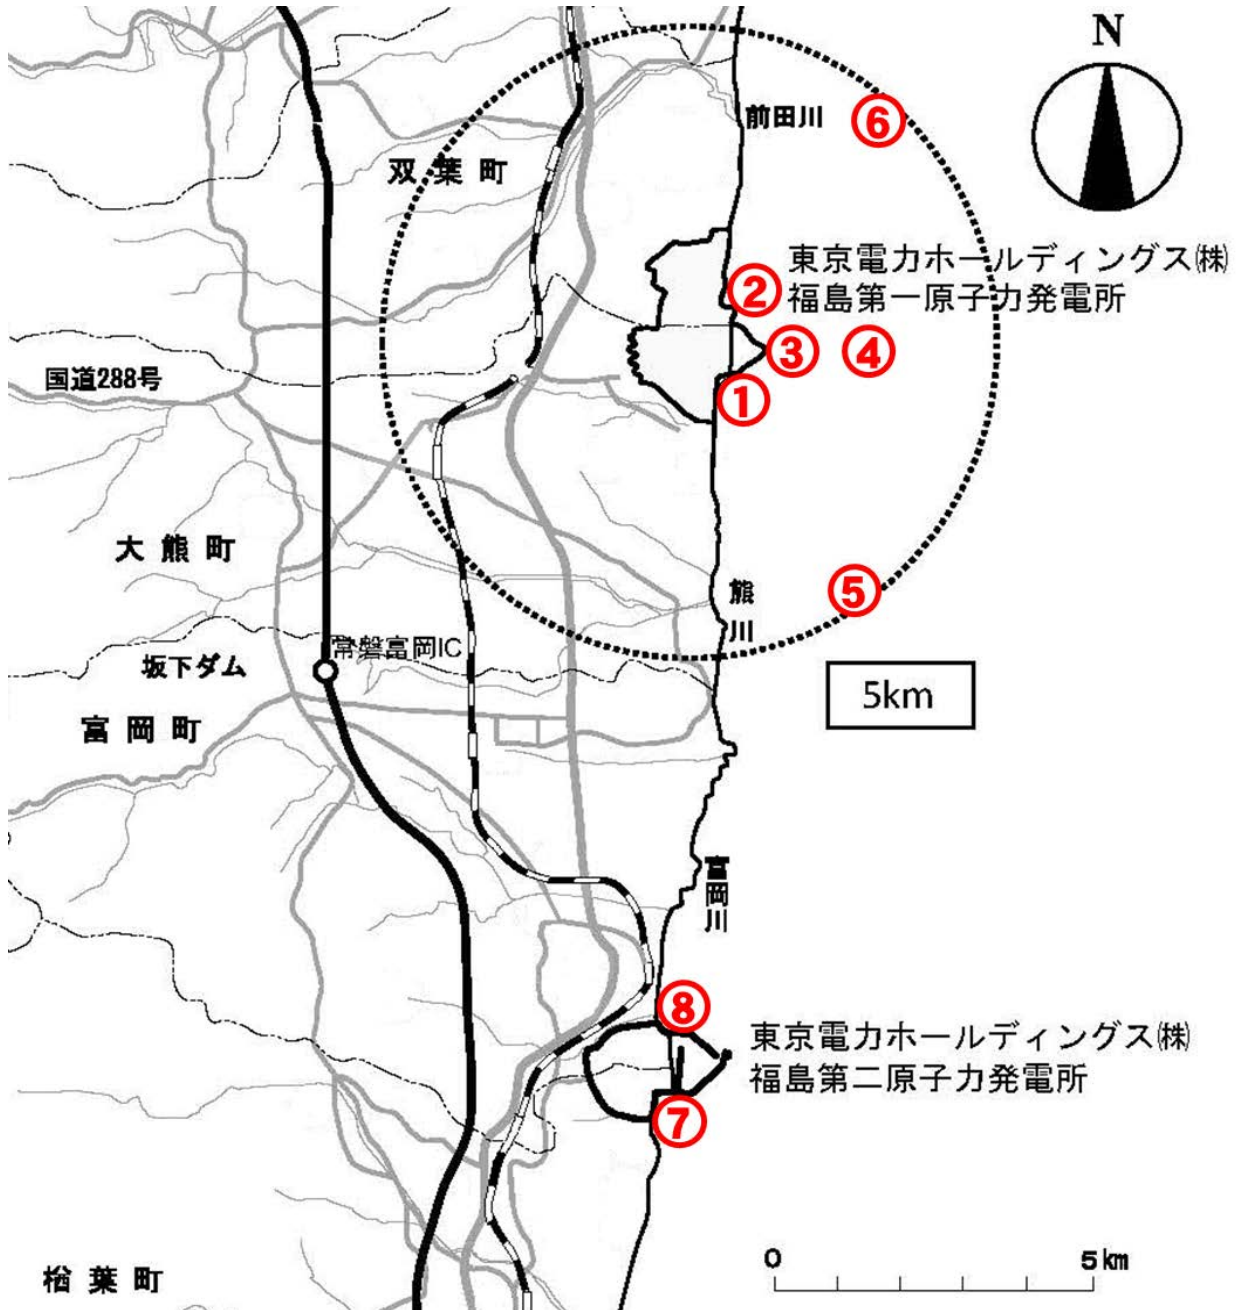 N
前田川
⑥
双葉町
東京電力ホールディングス㈱
福島第一原子力発電所
②
③
④
国道288号
①
大熊町
熊川
⑤
常磐富岡IC
坂下ダム
5km
富岡町
富岡川
⑧
東京電力ホールディングス㈱
福島第二原子力発電所
⑦
0
5km
楢葉町